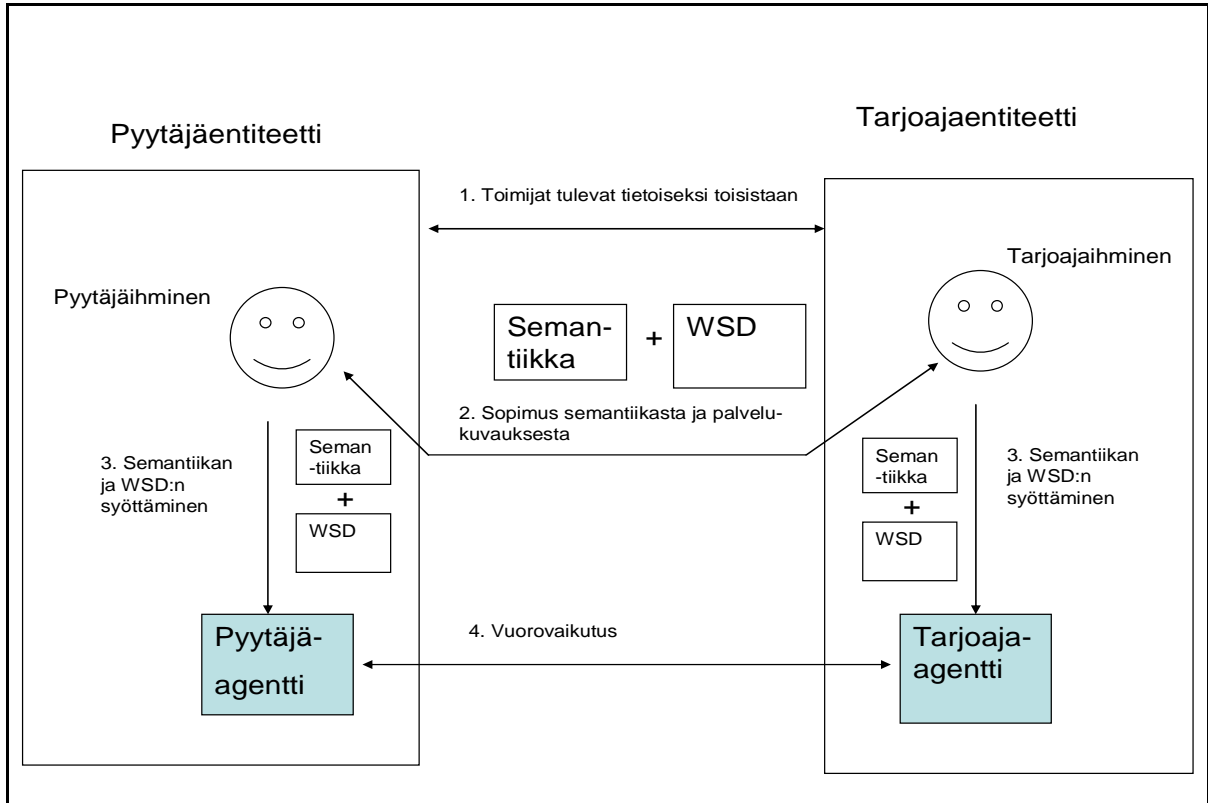 Pyytäjäentiteetti
Tarjoajaentiteetti
1. Toimijat tulevat tietoiseksi toisistaan
Pyytäjäihminen
Tarjoajaihminen
Seman-
tiikka
+
WSD
2. Sopimus semantiikasta ja palvelu-
kuvauksesta
3. Semantiikan
ja WSD:n
syöttäminen
Seman
-tiikka
+
WSD
Seman
-tiikka
+
WSD
3. Semantiikan
ja WSD:n
syöttäminen
Pyytäjä-
agentti
4. Vuorovaikutus
Tarjoaja-
agentti